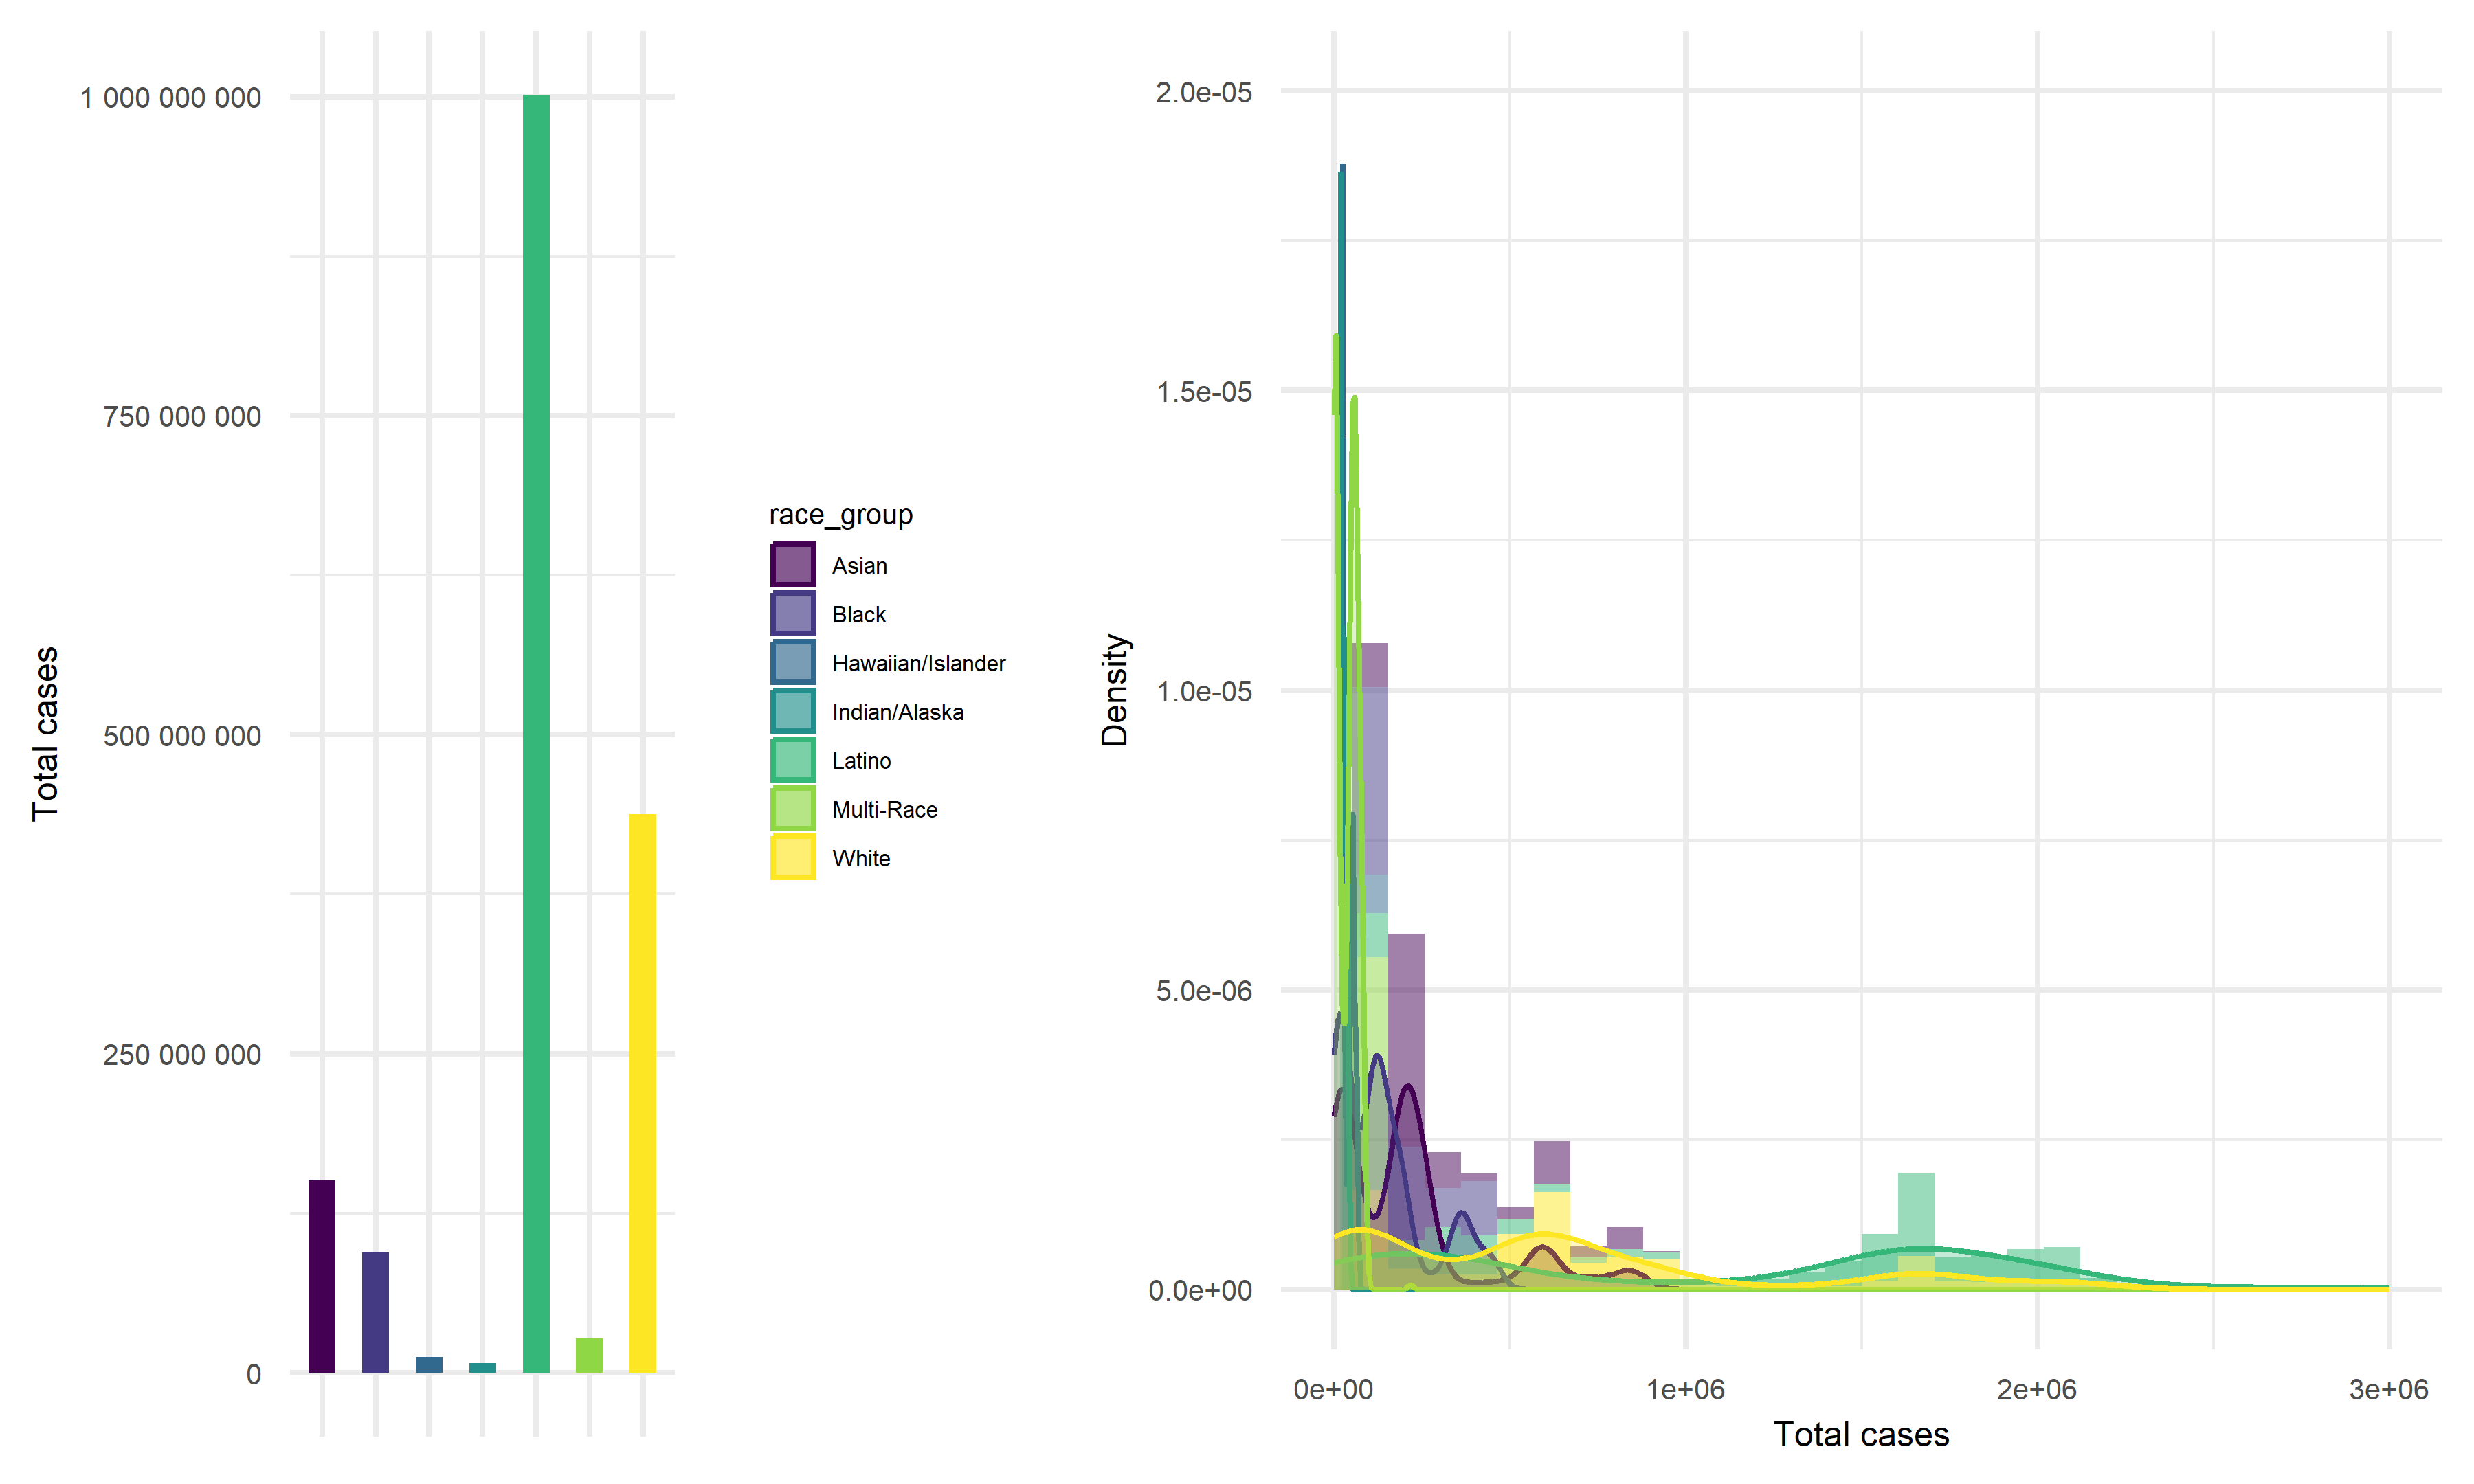 1 000 000 000
750 000 000
500 000 000
250 000 000
0
Total cases
race_group
Asian
Black
Hawaiian/Islander
Indian/Alaska
Latino
Multi-Race
White
2.0e-05
1.5e-05
1.0e-05
5.0e-06
0.0e+00
Density
0e+00 1e+06 2e+06 3e+06
Total cases